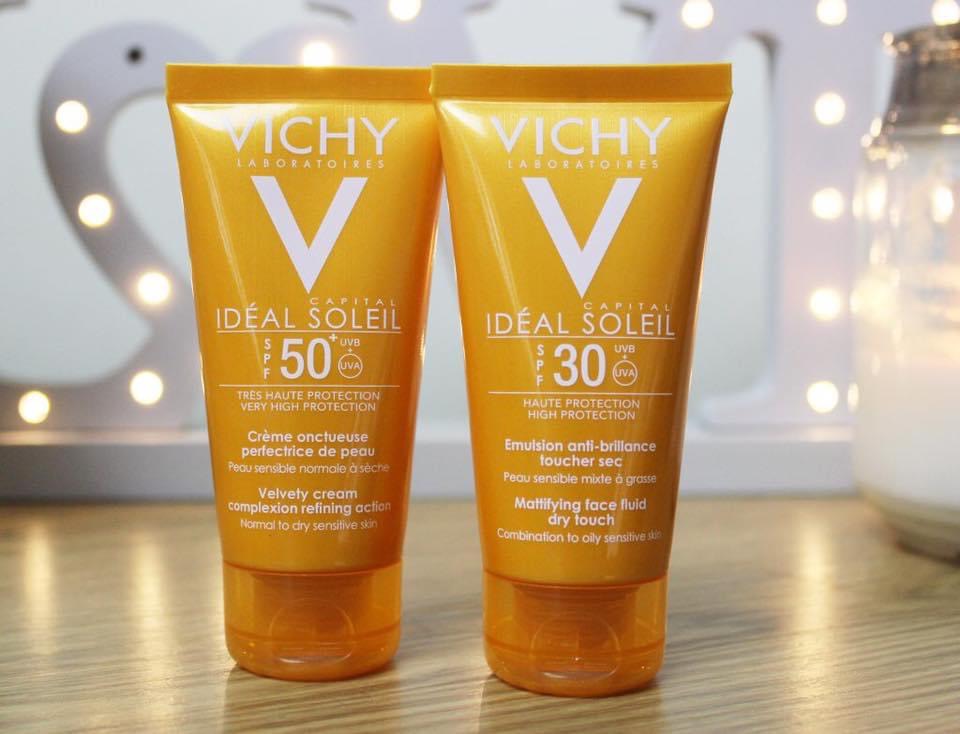 VICHY
LABORATOIRES
V
CAPITAL
IDÉAL SOLEIL
SPF 50+ UVB + UVA
TRÈS HAUTE PROTECTION
VERY HIGH PROTECTION
Crème onctueuse
perfectrice de peau
Peau sensible normale à sèche
Velvety cream
complexion refining action
Normal to dry sensitive skin
VICHY
LABORATOIRES
V
CAPITAL
IDÉAL SOLEIL
SPF 30 UVB + UVA
HAUTE PROTECTION
HIGH PROTECTION
Emulsion anti-brillance
toucher sec
Peau sensible mixte à grasse
Mattifying face fluid
dry touch
Combination to oily sensitive skin